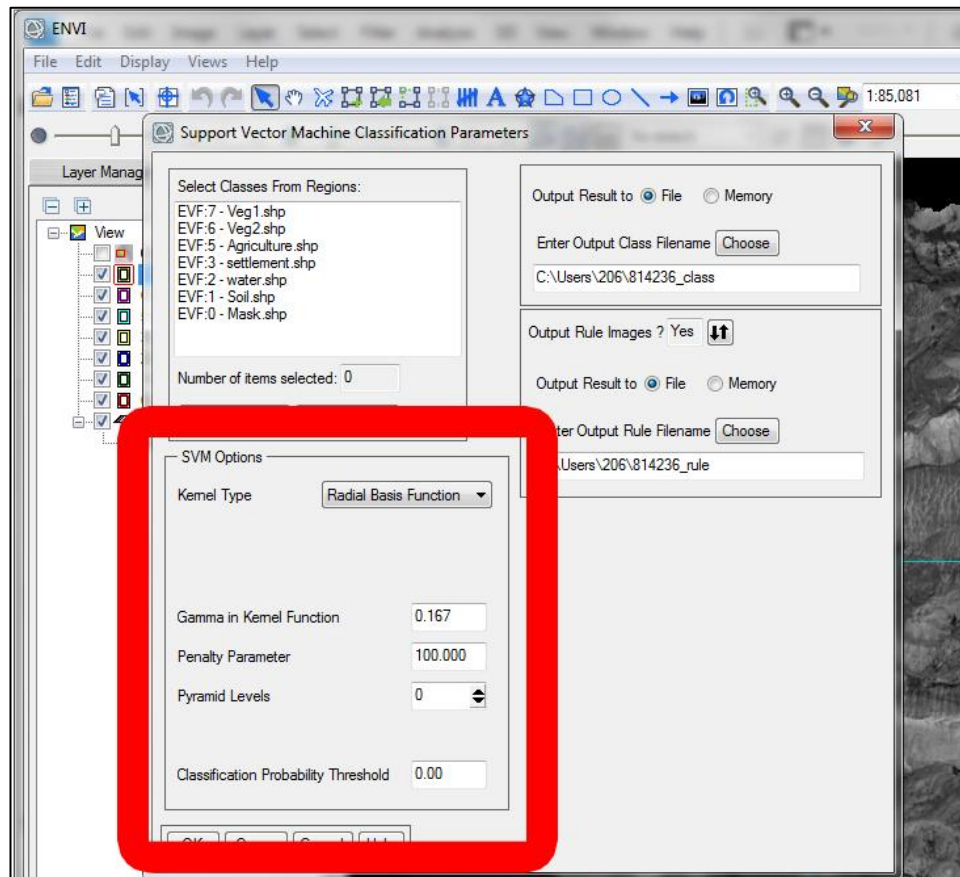 ENVI
File Edit Display Views Help
1:85,081
Support Vector Machine Classification Parameters
Layer Manag
View
Select Classes From Regions:
EVF:7 - Veg1.shp
EVF:6 - Veg2.shp
EVF:5 - Agriculture.shp
EVF:3 - settlement.shp
EVF:2 - water.shp
EVF:1 - Soil.shp
EVF:0 - Mask.shp
Number of items selected: 0
SVM Options
Kernel Type Radial Basis Function
Gamma in Kernel Function 0.167
Penalty Parameter 100.000
Pyramid Levels 0
Classification Probability Threshold 0.00
Output Result to File Memory
Enter Output Class Filename Choose
C:\Users\206\814236_class
Output Rule Images ? Yes
Output Result to File Memory
ter Output Rule Filename Choose
\Users\206\814236_rule